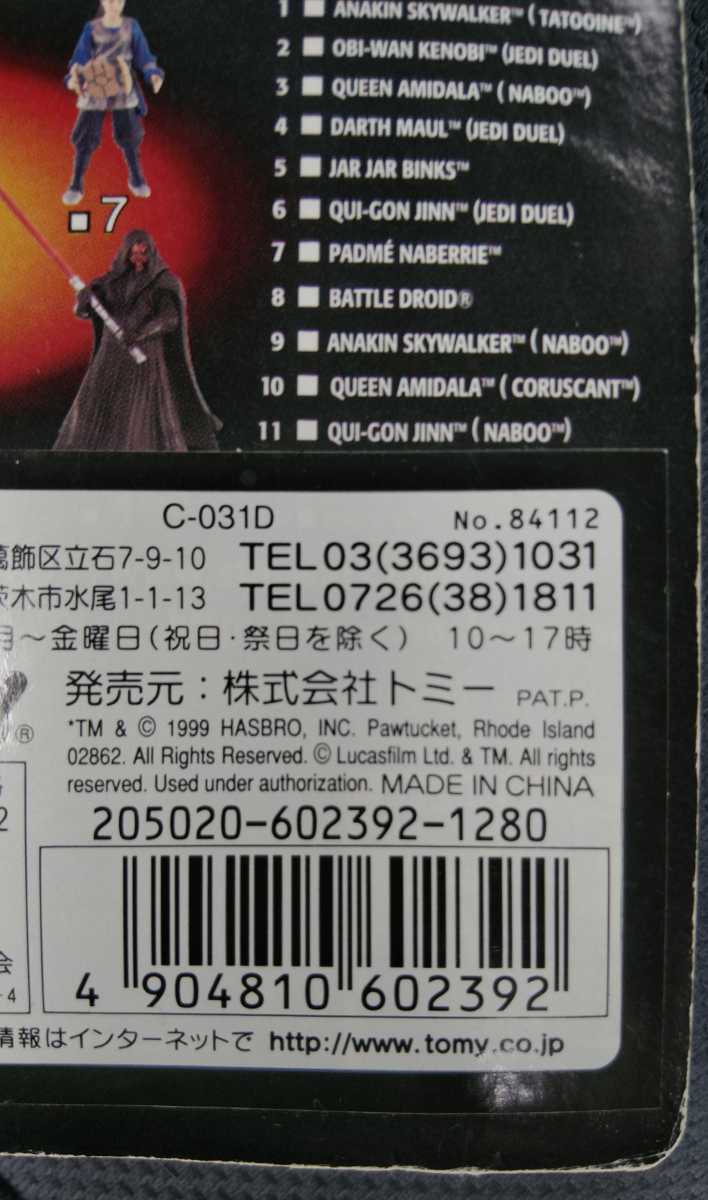 1 ■ ANAKIN SKYWALKER™ (TATOOINE™)
2 ■ OBI-WAN KENOBI™ (JEDI DUEL)
3 ■ QUEEN AMIDALA™ (NABOO™)
4 ■ DARTH MAUL™ (JEDI DUEL)
5 ■ JAR JAR BINKS™
6 ■ QUI-GON JINN™ (JEDI DUEL)
7 ■ PADMÉ NABERRIE™
8 ■ BATTLE DROID®
9 ■ ANAKIN SKYWALKER™ (NABOO™)
10 ■ QUEEN AMIDALA™ (CORUSCANT™)
11 ■ QUI-GON JINN™ (NABOO™)
■7
C-031D No.84112
葛飾区立石7-9-10 TEL03(3693)1031
茨木市水尾1-1-13 TEL0726(38)1811
月～金曜日(祝日・祭日を除く) 10～17時
発売元：株式会社トミー PAT.P.
®
*TM & © 1999 HASBRO, INC. Pawtucket, Rhode Island
02862. All Rights Reserved. © Lucasfilm Ltd. & TM. All rights
reserved. Used under authorization. MADE IN CHINA
2
205020-602392-1280
会
-4
4 904810 602392
情報はインターネットで http://www.tomy.co.jp